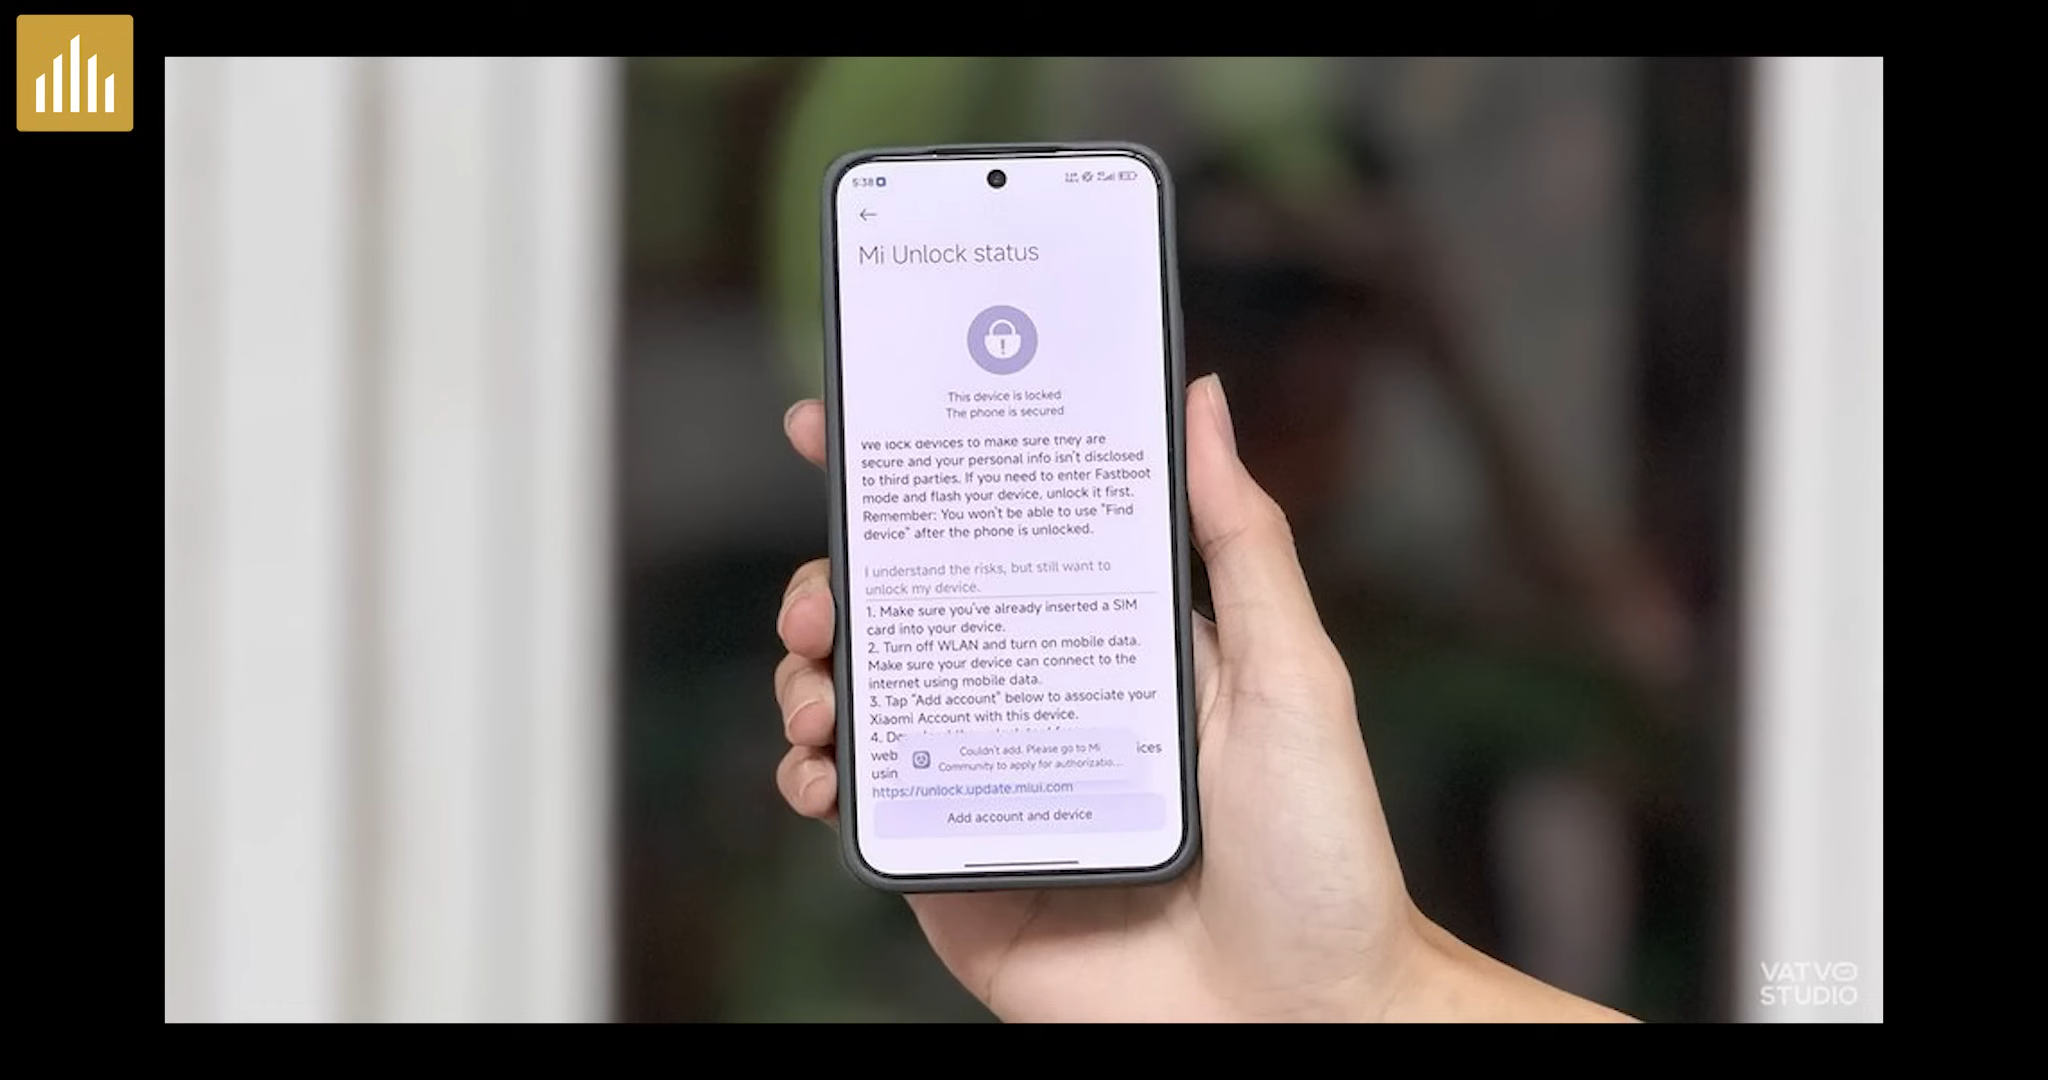 5:38
Mi Unlock status
This device is locked
The phone is secured
We lock devices to make sure they are
secure and your personal info isn't disclosed
to third parties. If you need to enter Fastboot
mode and flash your device, unlock it first.
Remember: You won't be able to use "Find
device" after the phone is unlocked.
I understand the risks, but still want to
unlock my device.
1. Make sure you've already inserted a SIM
card into your device.
2. Turn off WLAN and turn on mobile data.
Make sure your device can connect to the
internet using mobile data.
3. Tap "Add account" below to associate your
Xiaomi Account with this device.
4.
web
usin
Couldn't add. Please go to Mi
Community to apply for authorizatio...
ices
https://unlock.update.miui.com
Add account and device
VATVO
STUDIO